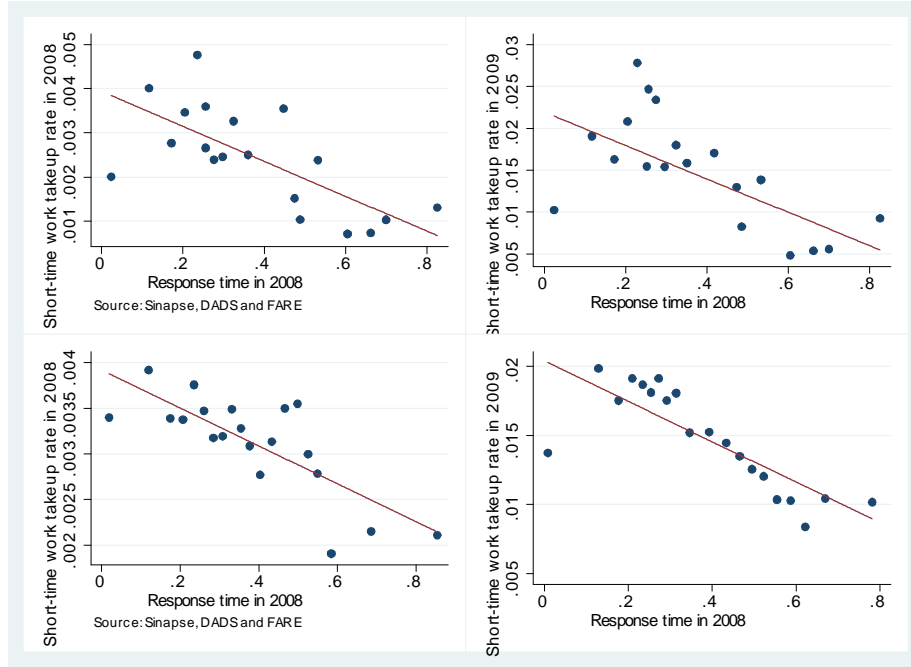 Short-time work takeup rate in 2008
.001 .002 .003 .004 .005
0 .2 .4 .6 .8
Response time in 2008
Source: Sinapse, DADS and FARE
Short-time work takeup rate in 2009
.005 .01 .015 .02 .025 .03
0 .2 .4 .6 .8
Response time in 2008
Short-time work takeup rate in 2008
.002 .0025 .003 .0035 .004
0 .2 .4 .6 .8
Response time in 2008
Source: Sinapse, DADS and FARE
Short-time work takeup rate in 2009
.005 .01 .015 .02
0 .2 .4 .6 .8
Response time in 2008